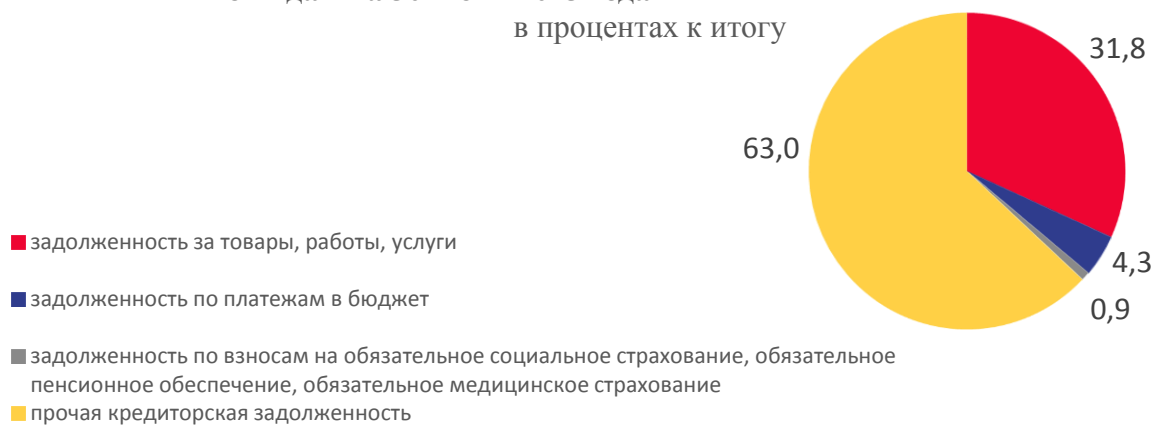 в процентах к итогу
31,8
63,0
4,3
0,9
задолженность за товары, работы, услуги
задолженность по платежам в бюджет
задолженность по взносам на обязательное социальное страхование, обязательное
пенсионное обеспечение, обязательное медицинское страхование
прочая кредиторская задолженность